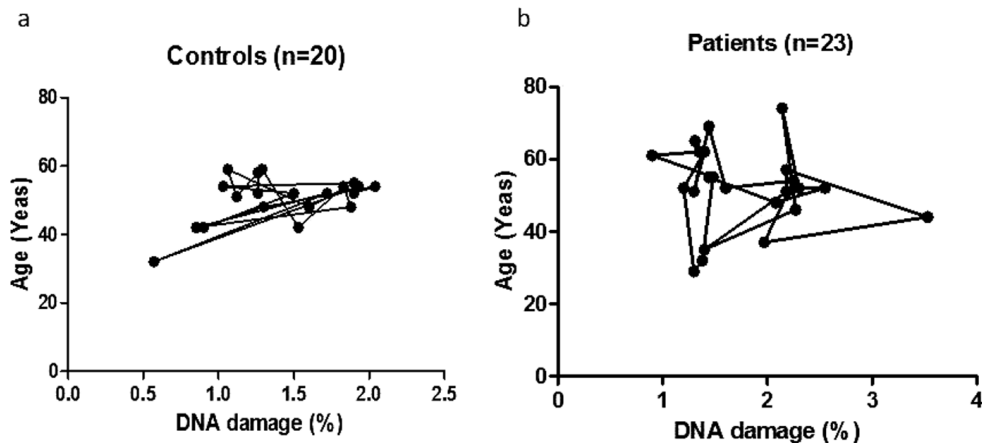 a
Controls (n=20)
Age (Yeas)
80
60
40
20
0
0.0 0.5 1.0 1.5 2.0 2.5
DNA damage (%)
b
Patients (n=23)
Age (Yeas)
80
60
40
20
0
0 1 2 3 4
DNA damage (%)